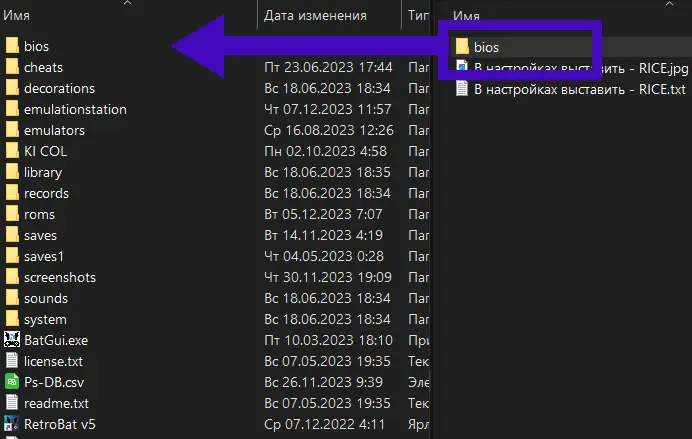 Имя Дата изменения Тип Имя
bios bios
cheats Пт 23.06.2023 17:44 Пап В настройках выставить - RICE.jpg
decorations Вс 18.06.2023 18:34 Пап В настройках выставить - RICE.txt
emulationstation Чт 07.12.2023 11:57 Пап
emulators Ср 16.08.2023 12:26 Пап
KI COL Пн 02.10.2023 4:58 Пап
library Вс 18.06.2023 18:35 Пап
records Вс 18.06.2023 18:34 Пап
roms Вт 05.12.2023 7:07 Пап
saves Вт 14.11.2023 4:19 Пап
saves1 Чт 04.05.2023 0:28 Пап
screenshots Чт 30.11.2023 19:09 Пап
sounds Вс 18.06.2023 18:34 Пап
system Вс 18.06.2023 18:34 Пап
BatGui.exe Пт 10.03.2023 18:10 При
license.txt Вс 07.05.2023 19:35 Тек
Ps-DB.csv Вс 26.11.2023 9:39 Эле
readme.txt Вс 07.05.2023 19:35 Тек
RetroBat v5 Ср 07.12.2022 4:11 Ярл